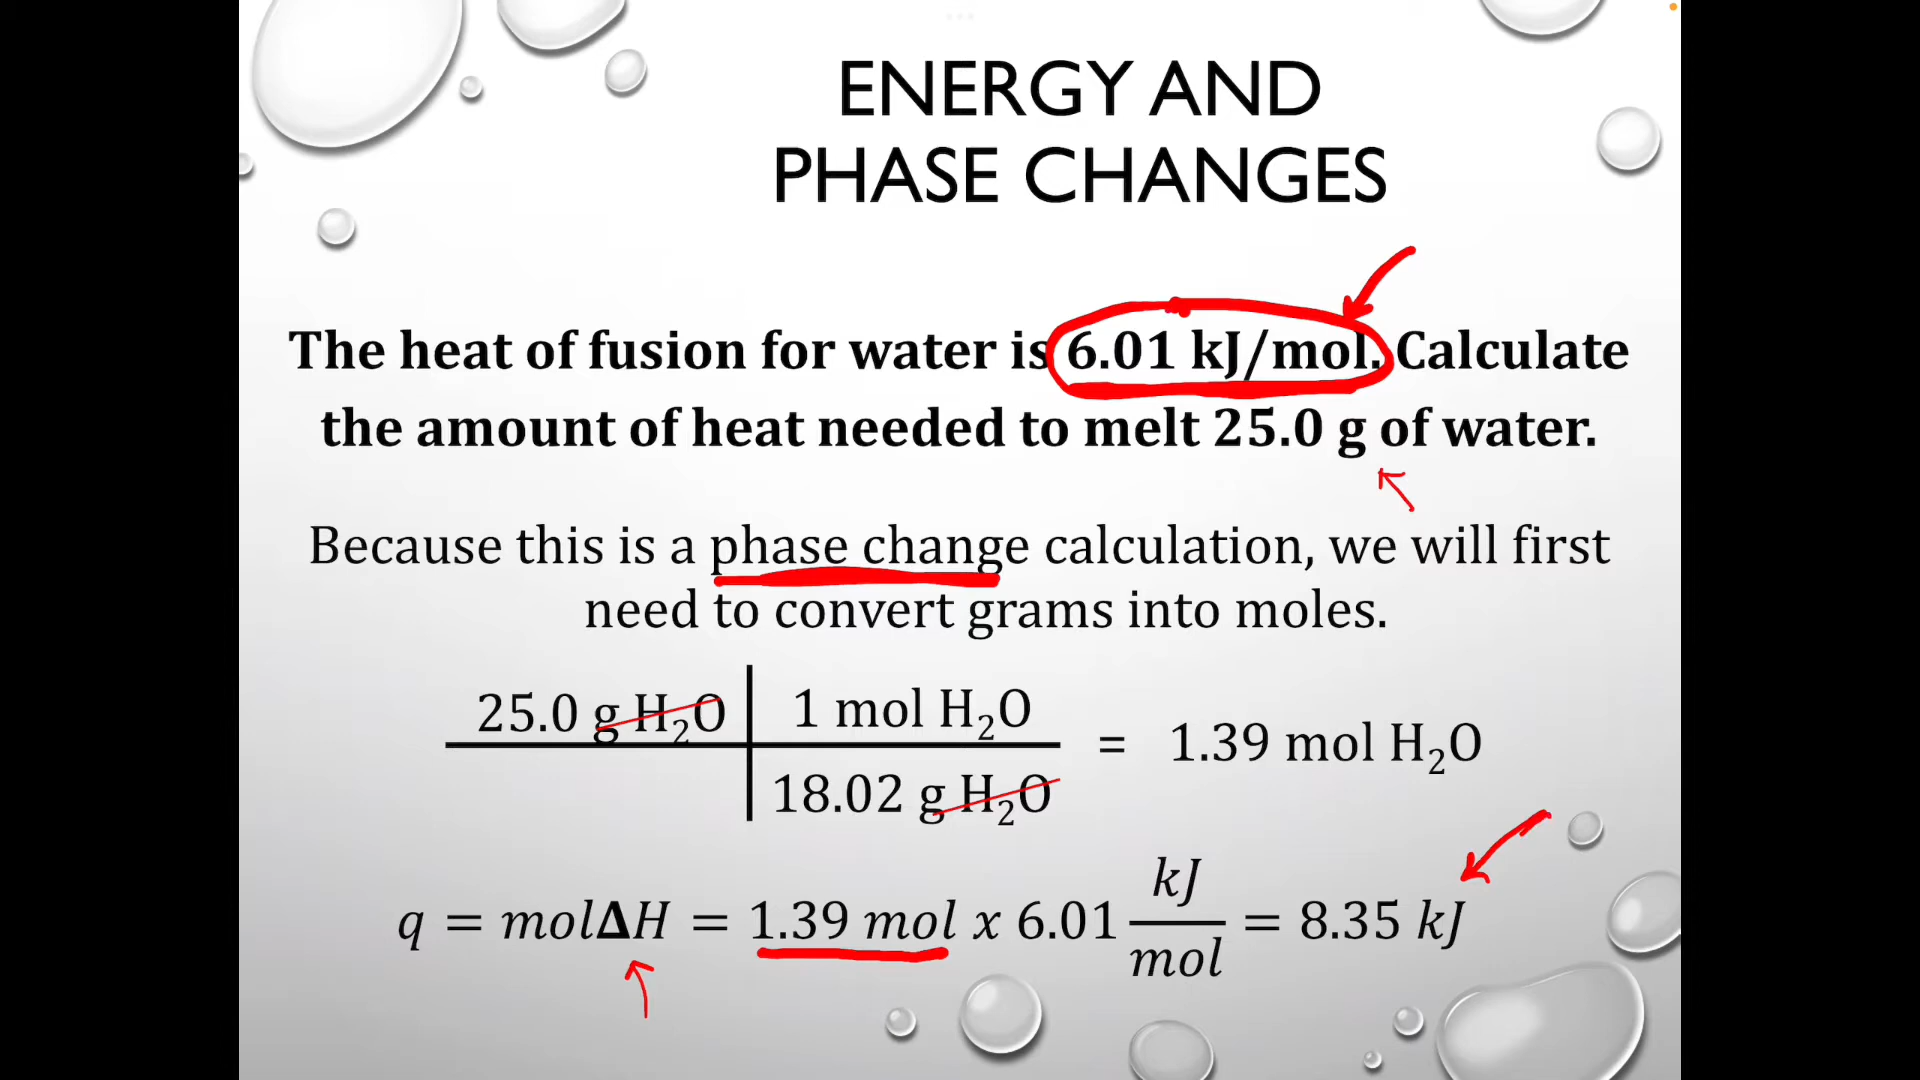 ENERGY AND
PHASE CHANGES
The heat of fusion for water is 6.01 kJ/mol. Calculate
the amount of heat needed to melt 25.0 g of water.
Because this is a phase change calculation, we will first
need to convert grams into moles.
25.0 g H₂O | 1 mol H₂O
18.02 g H₂O
= 1.39 mol H₂O
q = molΔH = 1.39 mol x 6.01 kJ/mol = 8.35 kJ